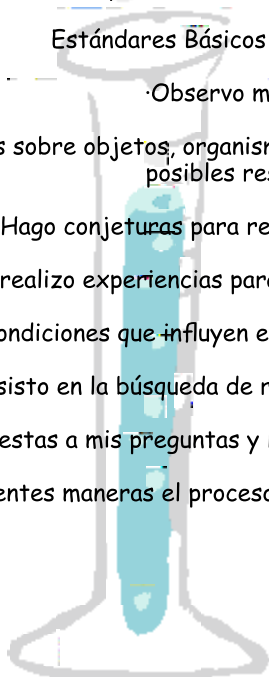 Estándares Básicos
·Observo m
s sobre objetos, organism
posibles res
Hago conjeturas para re
realizo experiencias para
ondiciones que influyen e
sisto en la búsqueda de r
estas a mis preguntas y
entes maneras el proceso